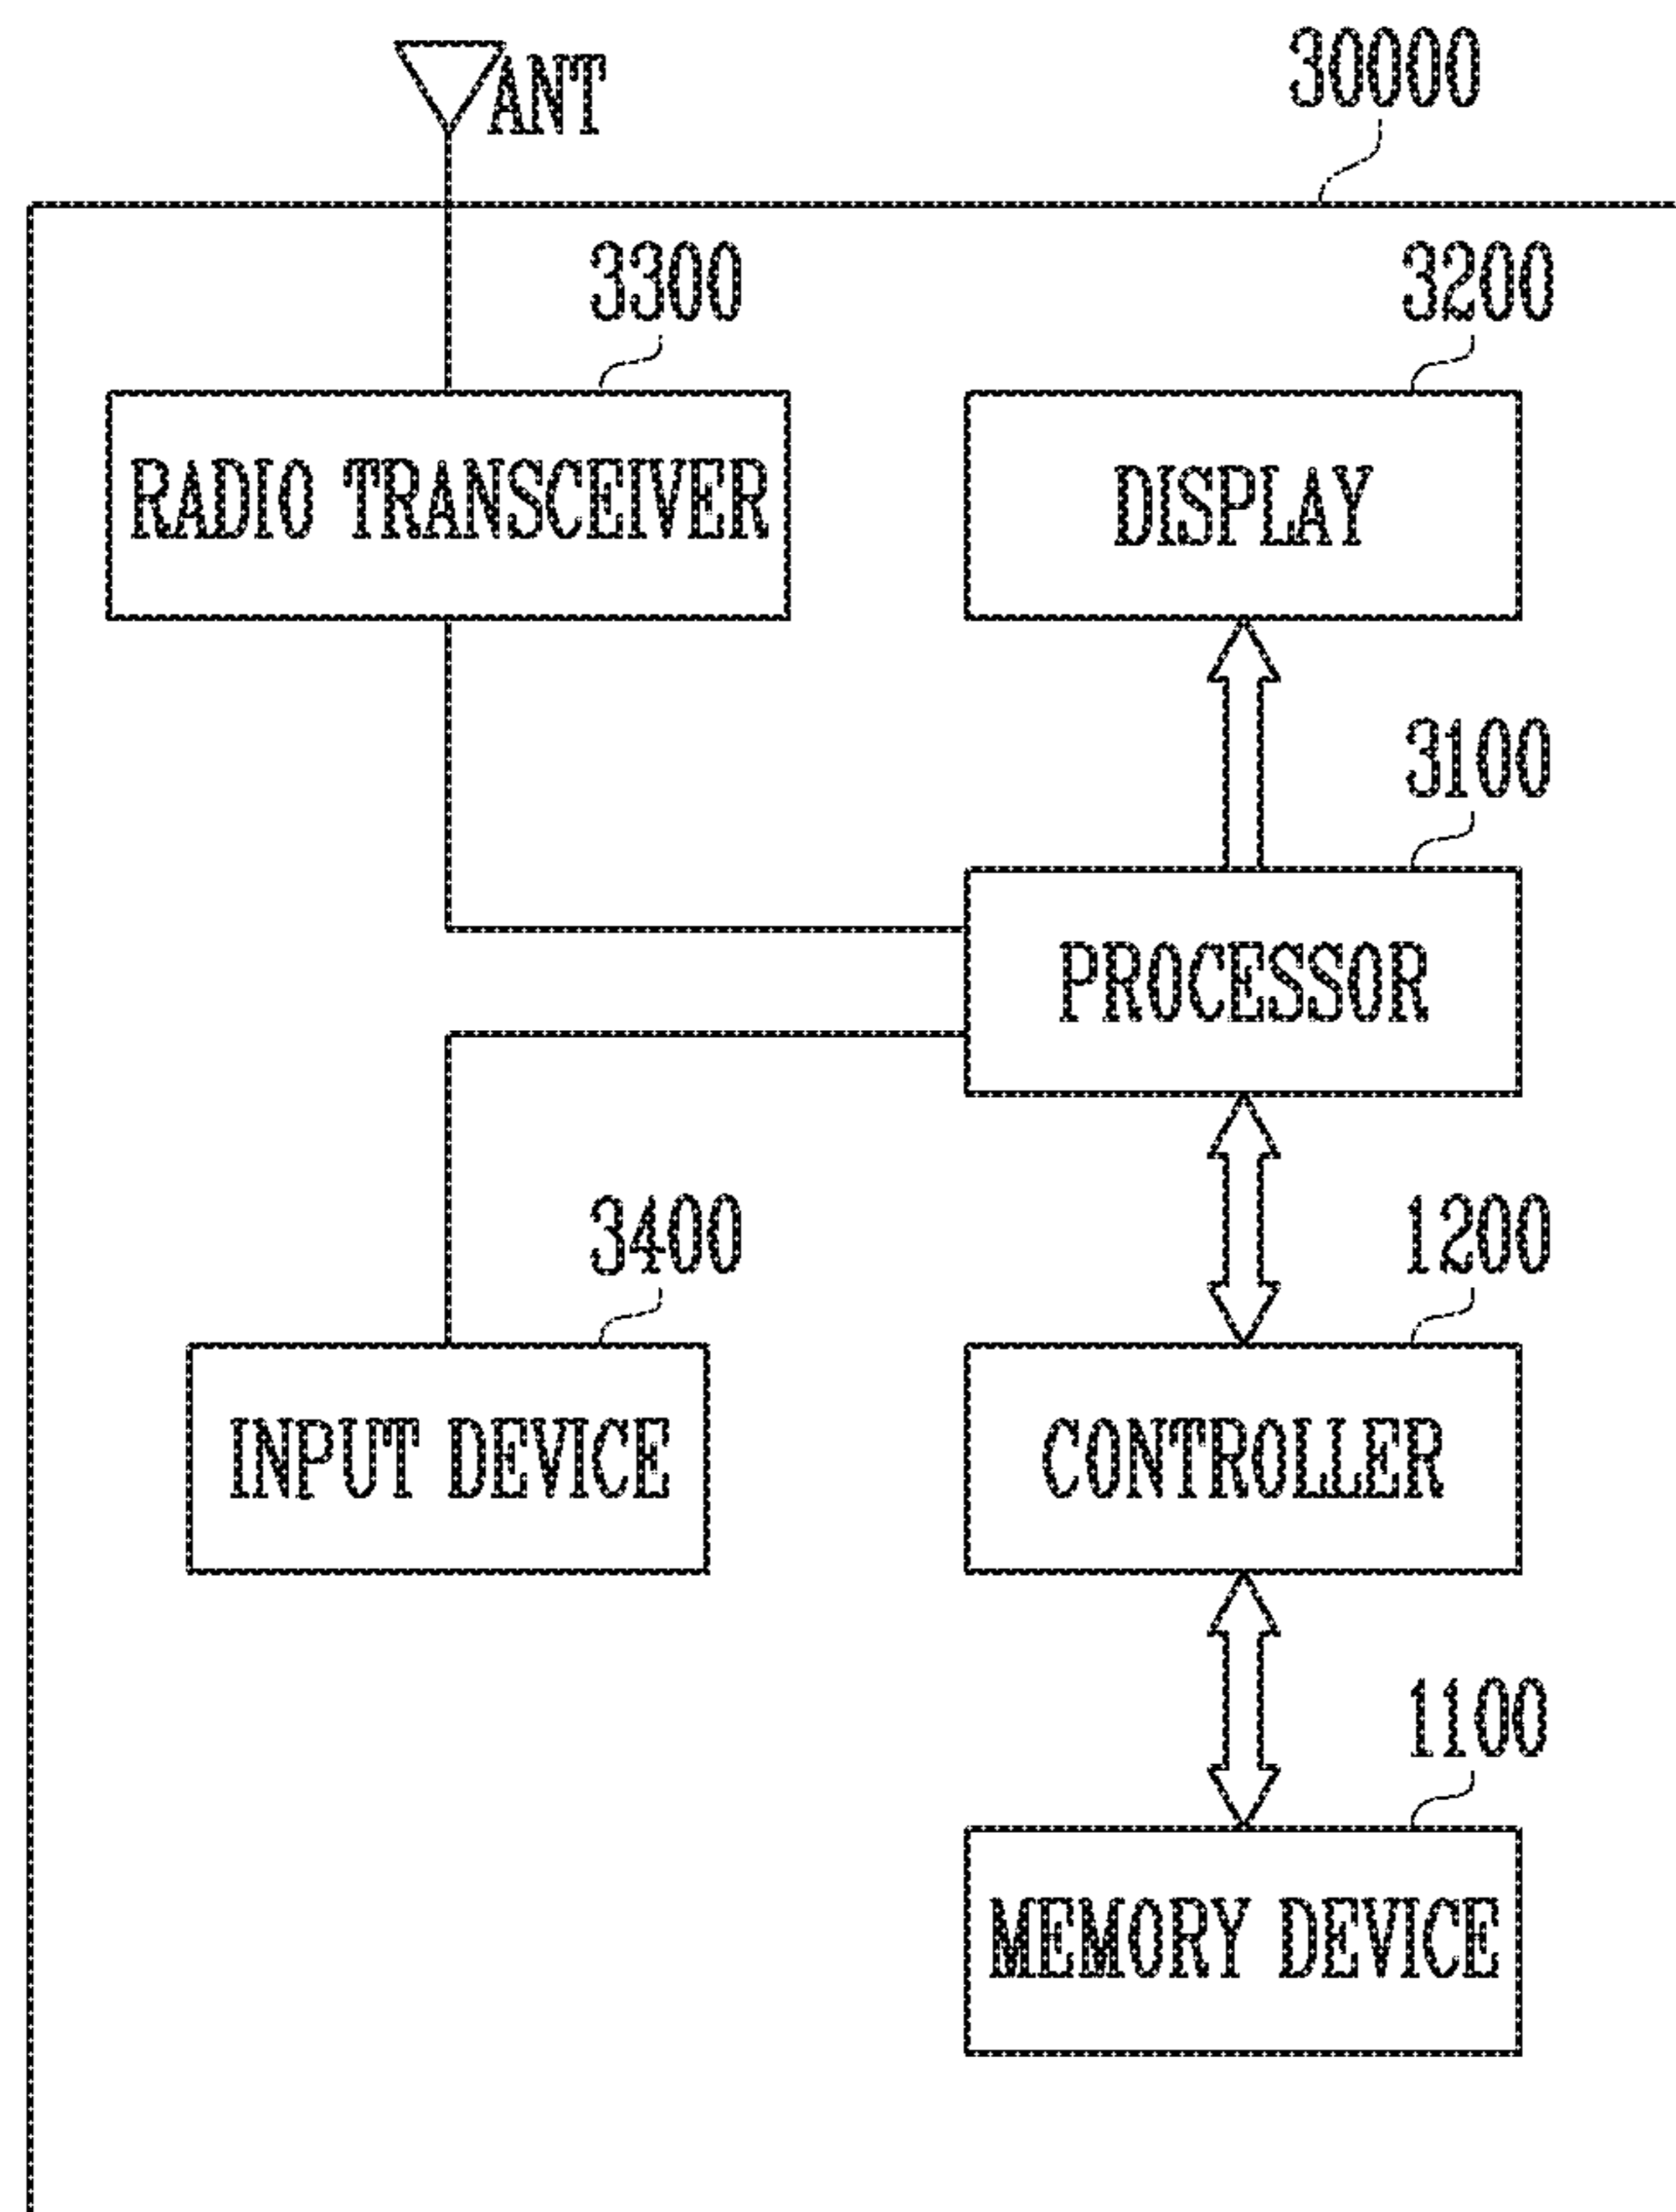 ANT
30000
3300
3200
RADIO TRANSCEIVER
DISPLAY
3100
PROCESSOR
3400
1200
INPUT DEVICE
CONTROLLER
1100
MEMORY DEVICE